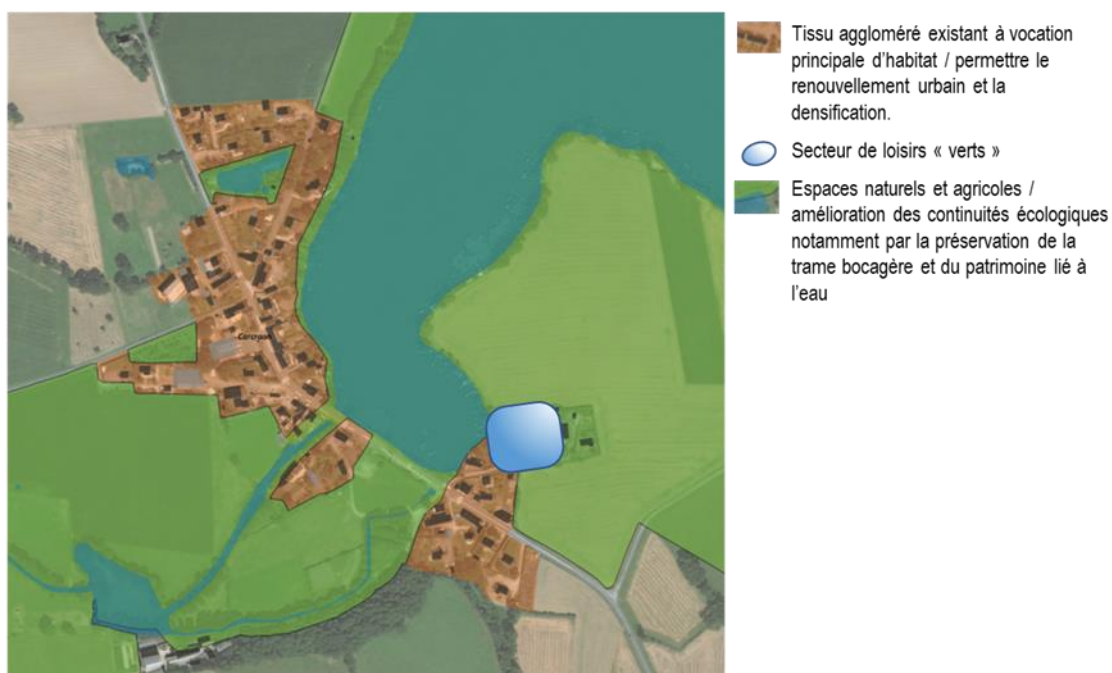 Tissu aggloméré existant à vocation
principale d'habitat / permettre le
renouvellement urbain et la
densification.
Secteur de loisirs « verts »
Espaces naturels et agricoles /
amélioration des continuités écologiques
notamment par la préservation de la
trame bocagère et du patrimoine lié à
l'eau